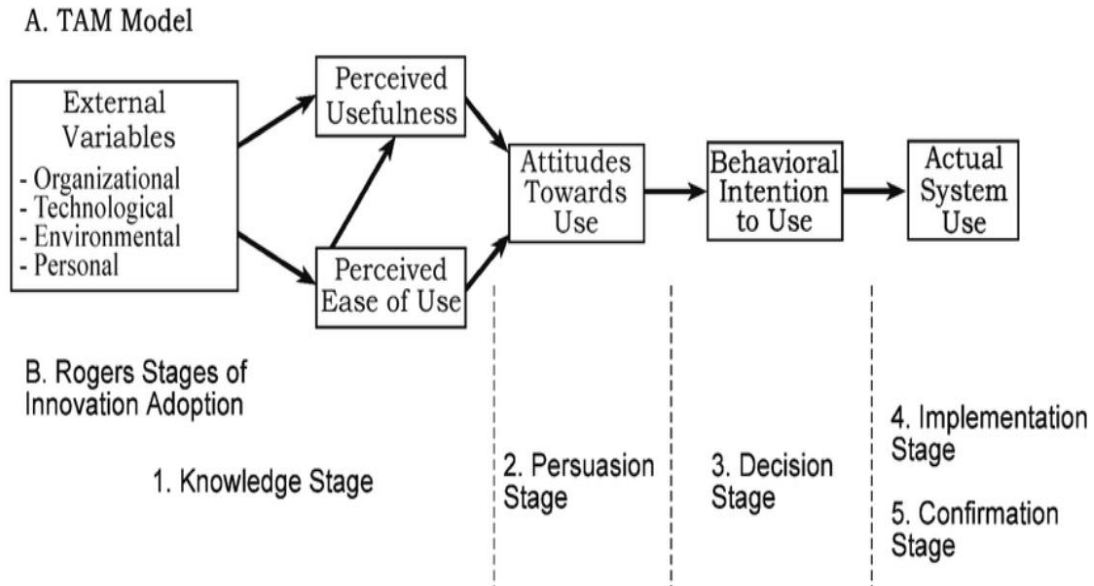 A. TAM Model
External
Variables
- Organizational
- Technological
- Environmental
- Personal
Perceived
Usefulness
Perceived
Ease of Use
Attitudes
Towards
Use
Behavioral
Intention
to Use
Actual
System
Use
B. Rogers Stages of
Innovation Adoption
1. Knowledge Stage
2. Persuasion
Stage
3. Decision
Stage
4. Implementation
Stage
5. Confirmation
Stage